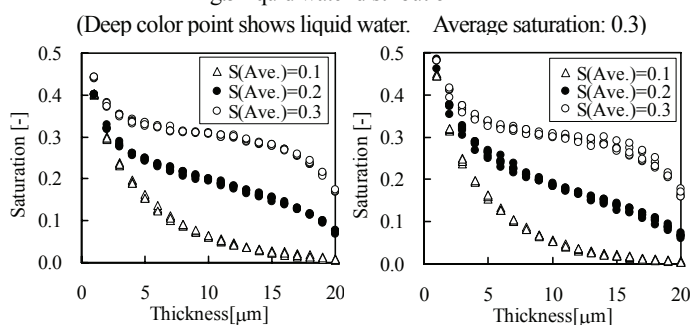 (Deep color point shows liquid water. Average saturation: 0.3)
0.5
0.4
0.3
0.2
0.1
0.0
Saturation [-]
△ S(Ave.)=0.1
● S(Ave.)=0.2
○ S(Ave.)=0.3
0 5 10 15 20
Thickness[μm]
0.5
0.4
0.3
0.2
0.1
0.0
Saturation [-]
△ S(Ave.)=0.1
● S(Ave.)=0.2
○ S(Ave.)=0.3
0 5 10 15 20
Thickness[μm]